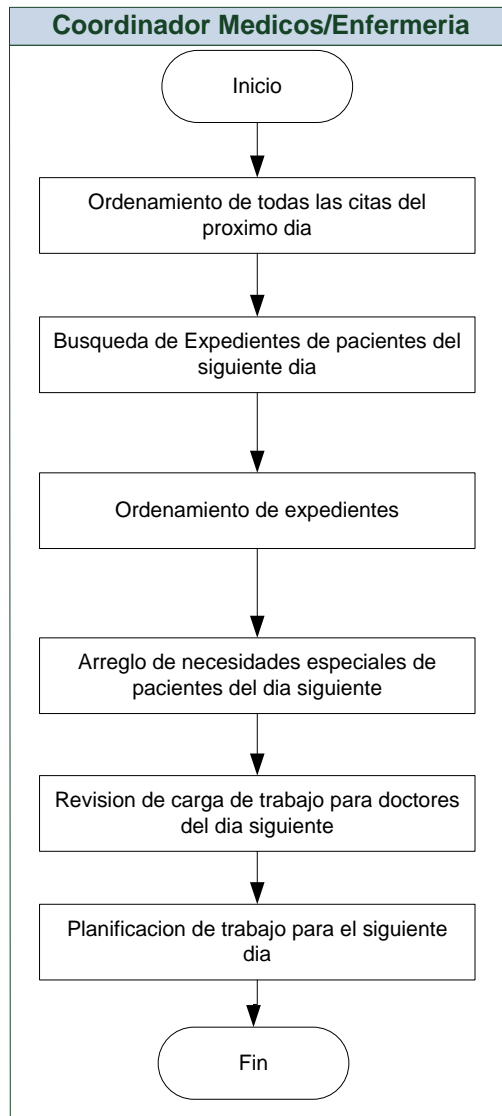 Coordinador Medicos/Enfermeria
Inicio
Ordenamiento de todas las citas del
proximo dia
Busqueda de Expedientes de pacientes del
siguiente dia
Ordenamiento de expedientes
Arreglo de necesidades especiales de
pacientes del dia siguiente
Revision de carga de trabajo para doctores
del dia siguiente
Planificacion de trabajo para el siguiente
dia
Fin